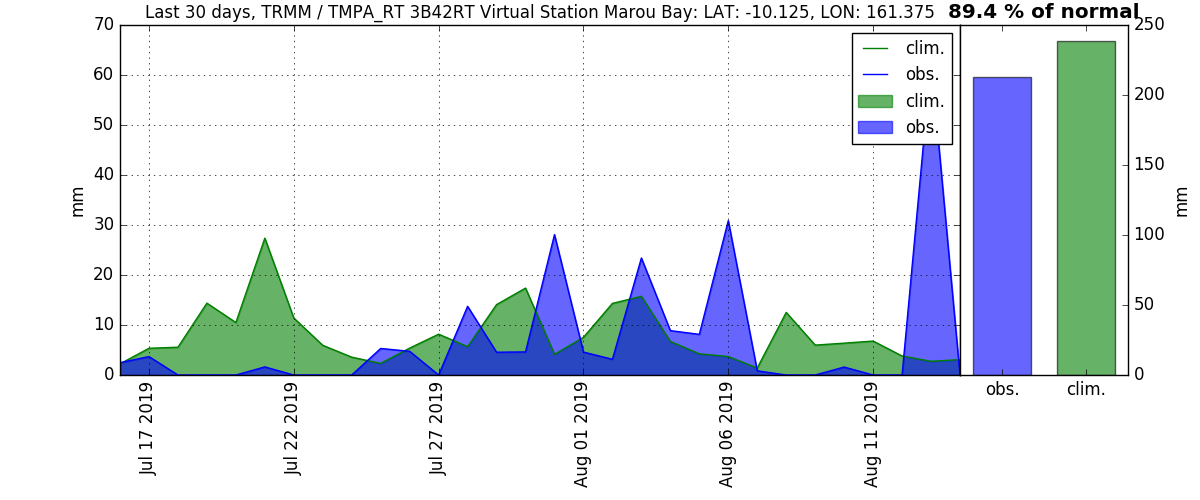 Last 30 days, TRMM / TMPA_RT 3B42RT Virtual Station Marou Bay: LAT: -10.125, LON: 161.375 89.4 % of normal
70
60
50
40
30
20
10
0
mm
clim.
obs.
clim.
obs.
250
200
150
100
50
0
mm
obs.
clim.
Jul 17 2019
Jul 22 2019
Jul 27 2019
Aug 01 2019
Aug 06 2019
Aug 11 2019